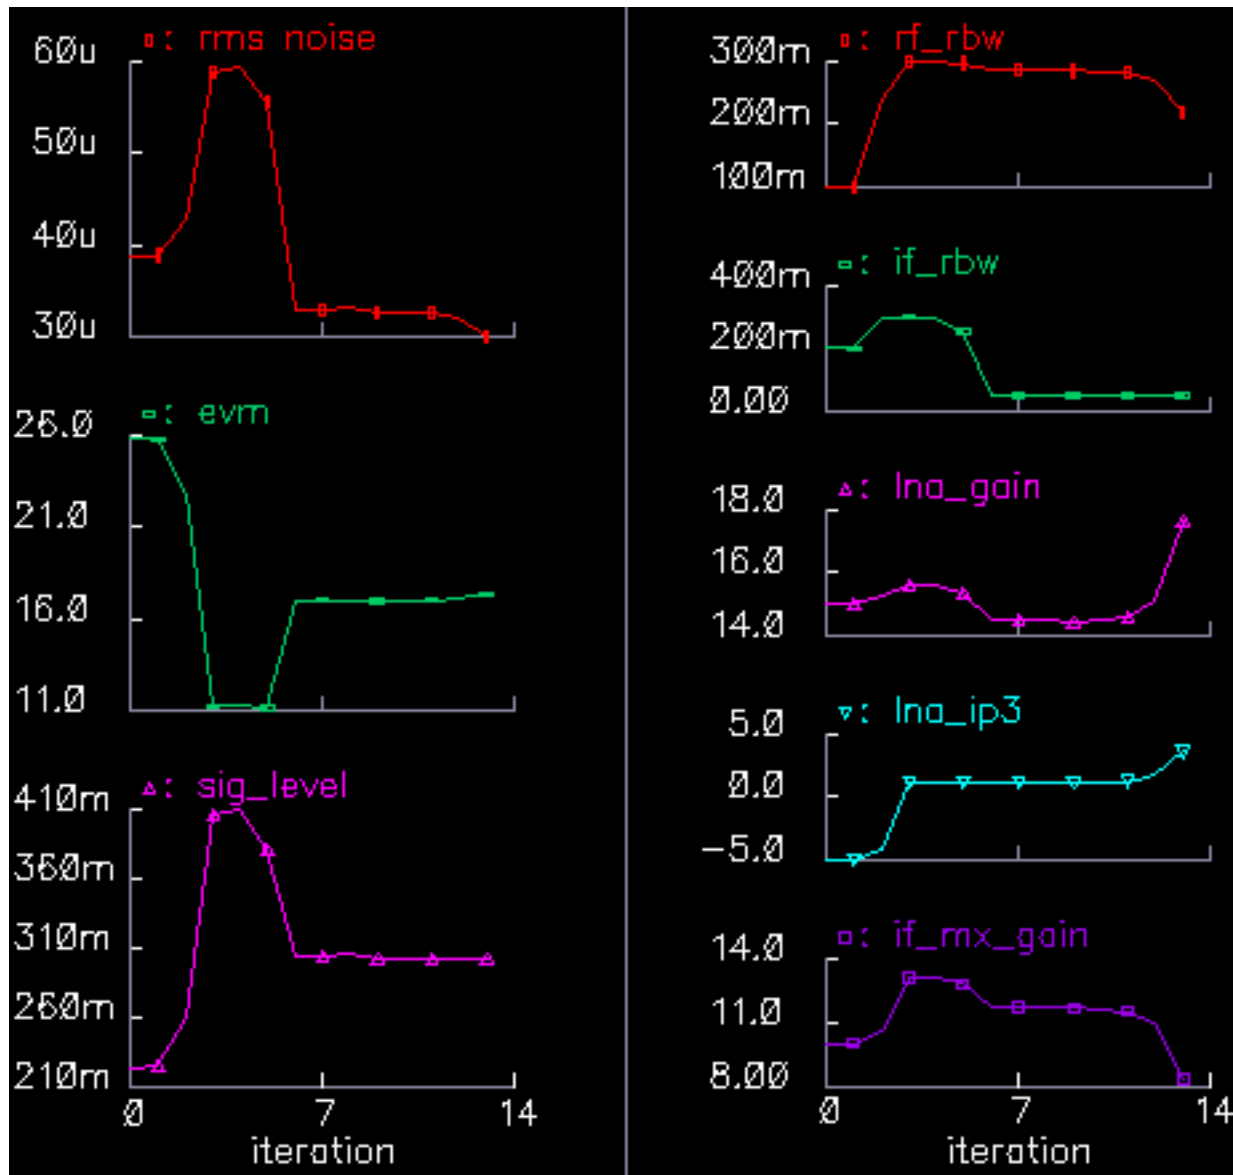 rms noise
60u
50u
40u
30u
evm
26.0
21.0
16.0
11.0
sig_level
410m
360m
310m
260m
210m
0 7 14
iteration
rf_rbw
300m
200m
100m
if_rbw
400m
200m
0.00
lna_gain
18.0
16.0
14.0
lna_ip3
5.0
0.0
-5.0
if_mx_gain
14.0
11.0
8.00
0 7 14
iteration